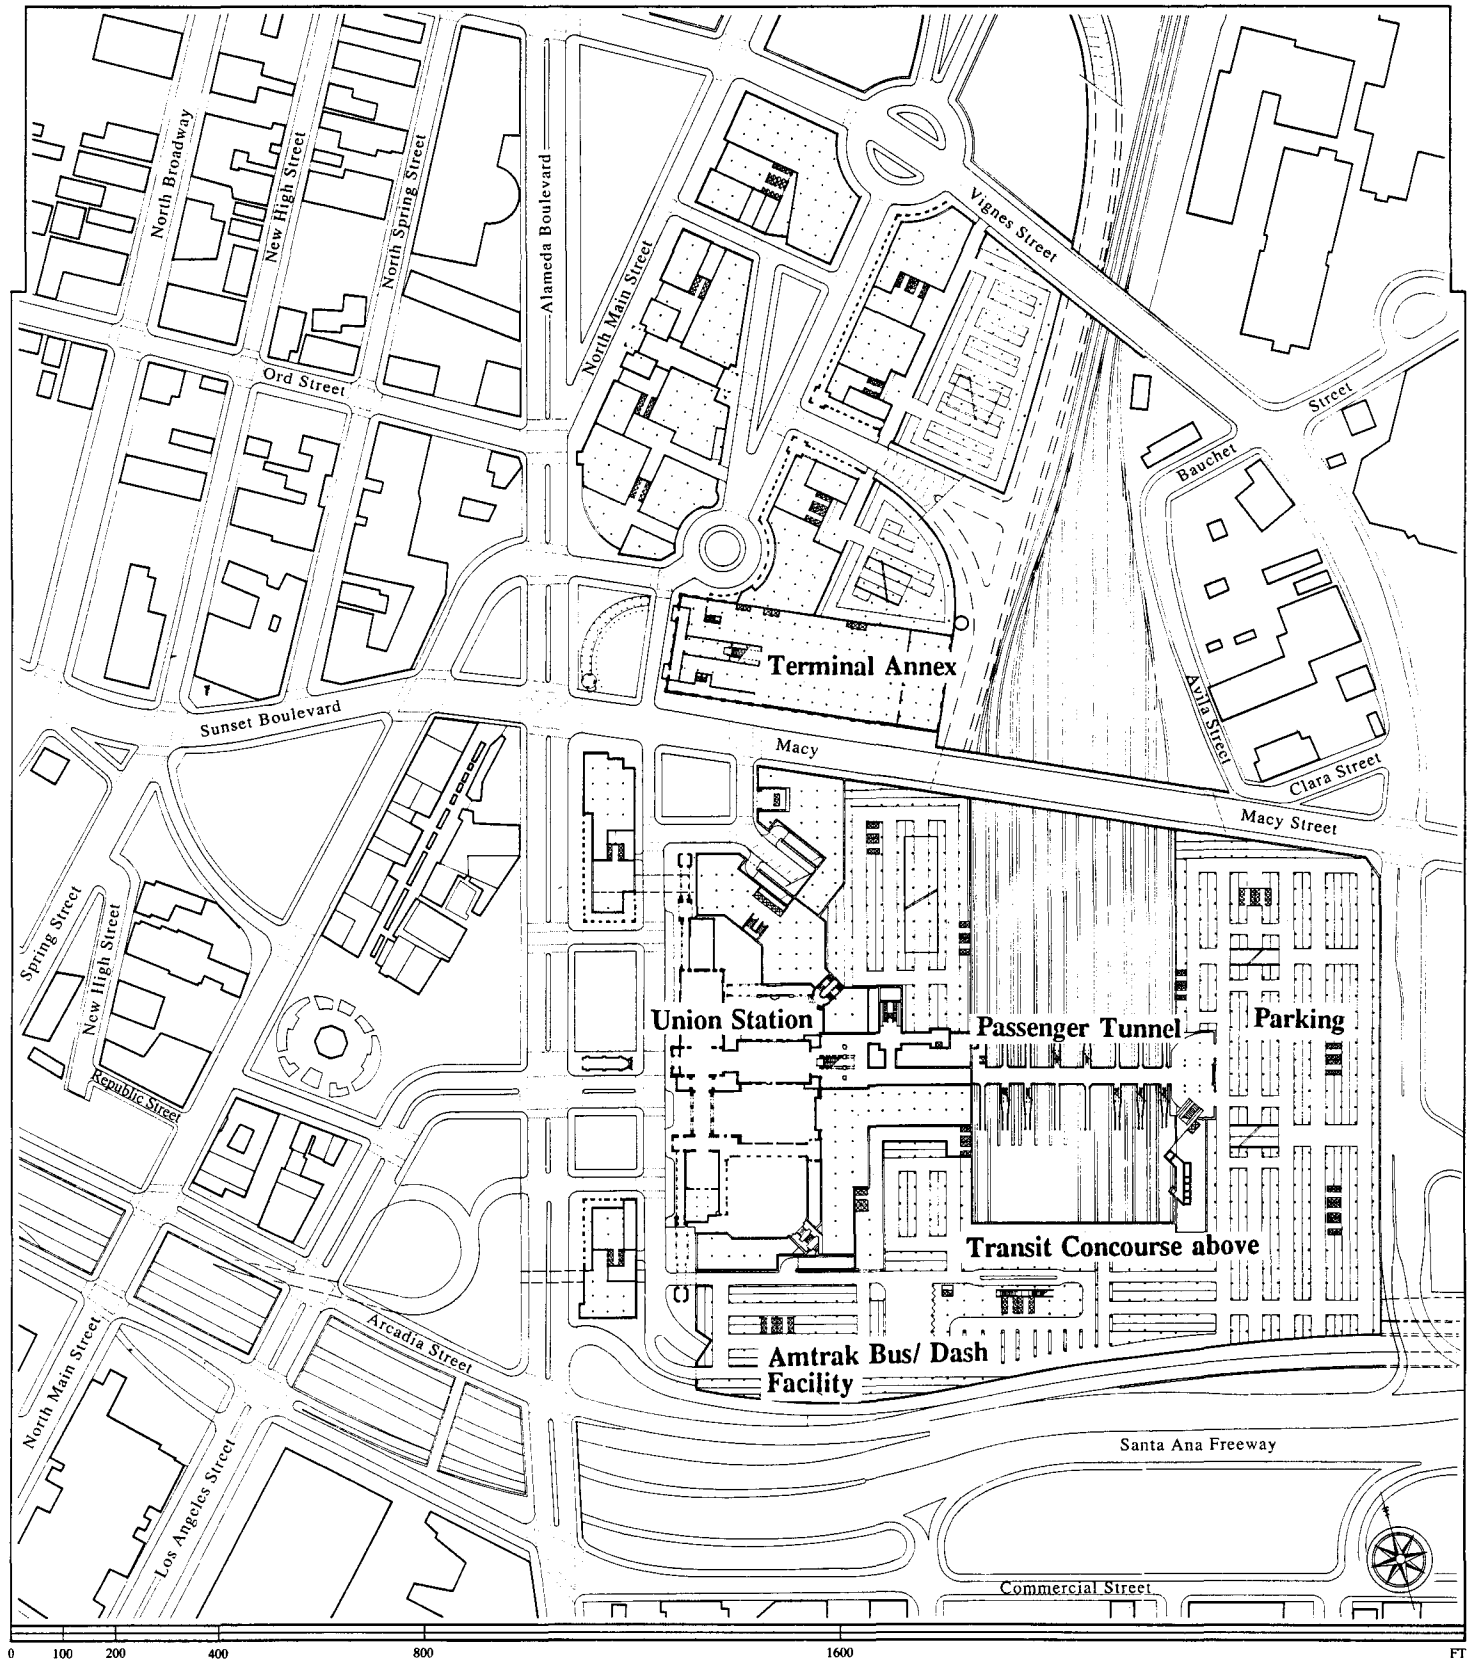 North Broadway
New High Street
North Spring Street
Alameda Boulevard
North Main Street
Vignes Street
Ord Street
Street
Bauchet
Terminal Annex
Avila Street
Sunset Boulevard
Macy
Clara Street
Macy Street
Spring Street
New High Street
Union Station
Passenger Tunnel
Parking
Republic Street
Transit Concourse above
Arcadia Street
North Main Street
Amtrak Bus/ Dash
Facility
Santa Ana Freeway
Los Angeles Street
Commercial Street
0 100 200 400 800 1600 FT